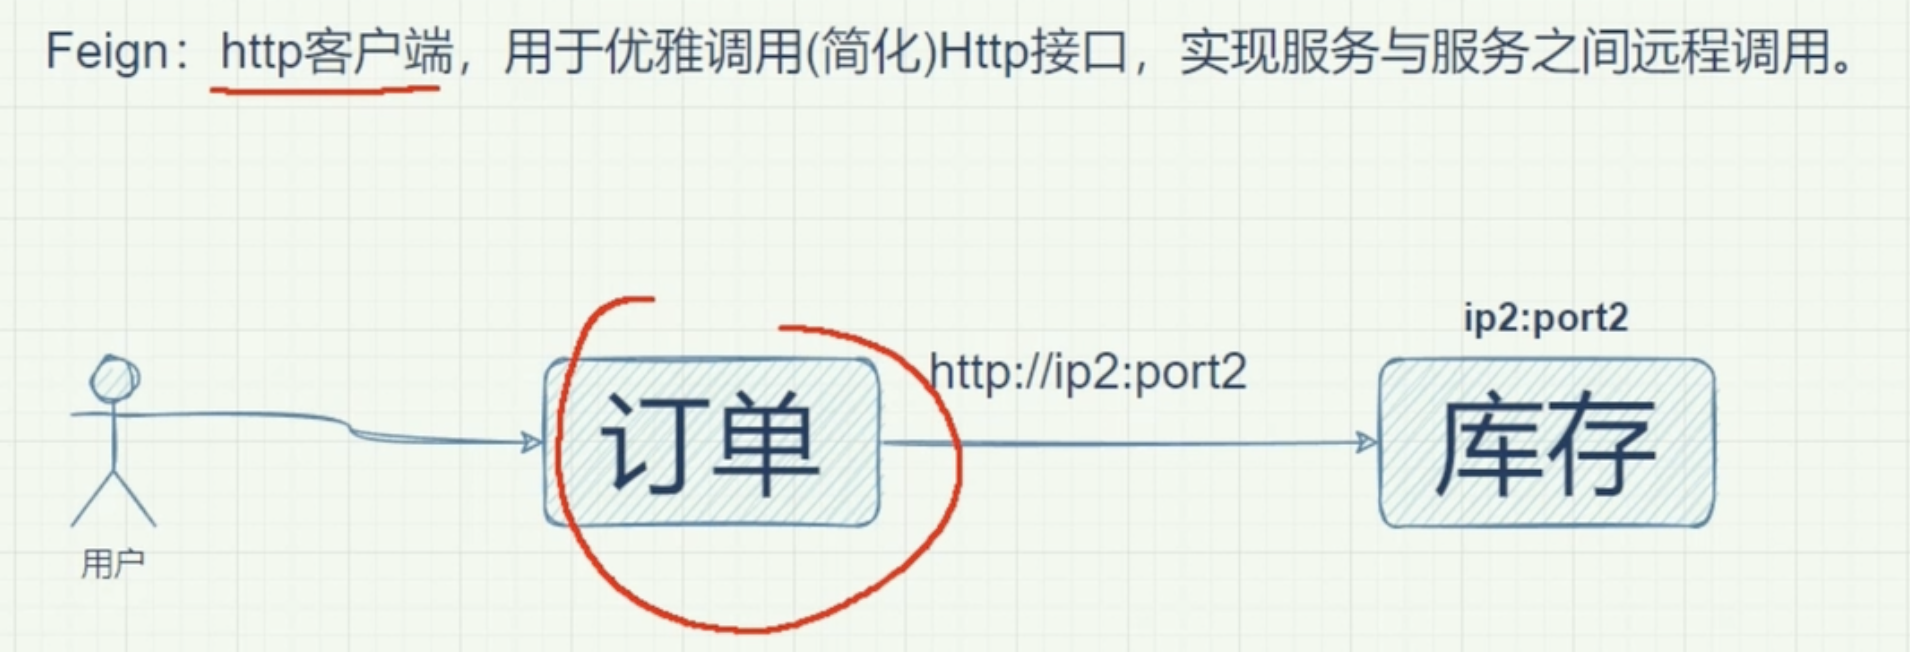 Feign：http客户端，用于优雅调用(简化)Http接口，实现服务与服务之间远程调用。
ip2:port2
http://ip2:port2
订单
库存
用户